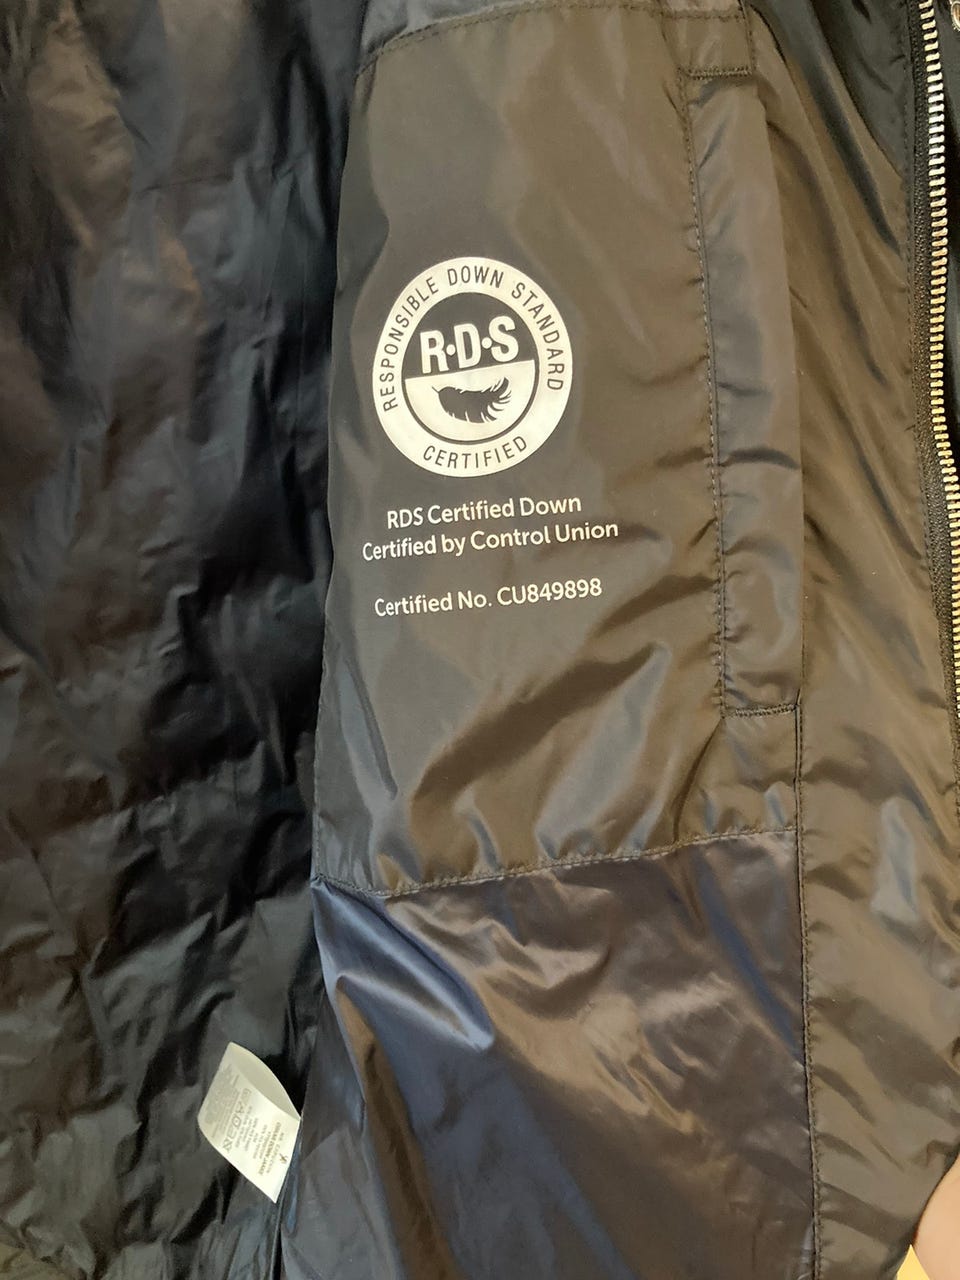 RESPONSIBLE DOWN STANDARD
R·D·S
CERTIFIED
RDS Certified Down
Certified by Control Union
Certified No. CU849898